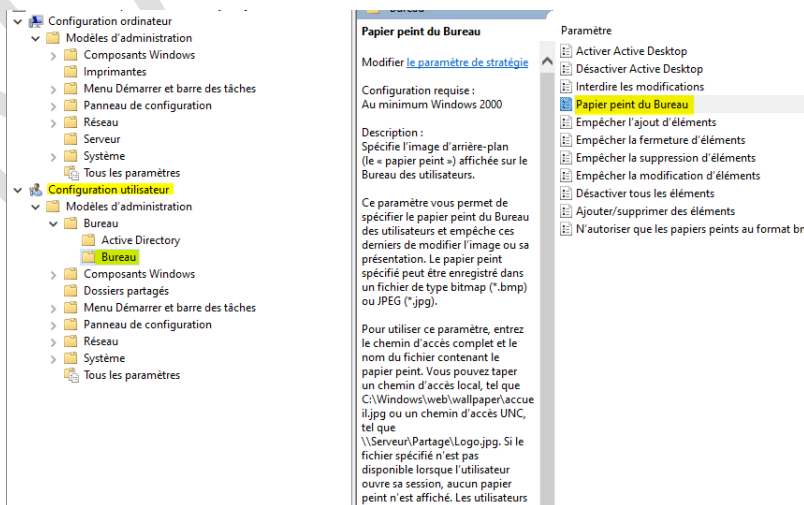 Configuration ordinateur
Modèles d'administration
Composants Windows
Imprimantes
Menu Démarrer et barre des tâches
Panneau de configuration
Réseau
Serveur
Système
Tous les paramètres
Configuration utilisateur
Modèles d'administration
Bureau
Active Directory
Bureau
Composants Windows
Dossiers partagés
Menu Démarrer et barre des tâches
Panneau de configuration
Réseau
Système
Tous les paramètres
Papier peint du Bureau
Modifier le paramètre de stratégie
Configuration requise :
Au minimum Windows 2000
Description :
Spécifie l'image d'arrière-plan
(le « papier peint ») affichée sur le
Bureau des utilisateurs.
Ce paramètre vous permet de
spécifier le papier peint du Bureau
des utilisateurs et empêche ces
derniers de modifier l'image ou sa
présentation. Le papier peint
spécifié peut être enregistré dans
un fichier de type bitmap (*.bmp)
ou JPEG (*.jpg).
Pour utiliser ce paramètre, entrez
le chemin d'accès complet et le
nom du fichier contenant le
papier peint. Vous pouvez taper
un chemin d'accès local, tel que
C:\Windows\web\wallpaper\accue
il.jpg ou un chemin d'accès UNC,
tel que
\\Serveur\Partage\Logo.jpg. Si le
fichier spécifié n'est pas
disponible lorsque l'utilisateur
ouvre sa session, aucun papier
peint n'est affiché. Les utilisateurs
Paramètre
Activer Active Desktop
Désactiver Active Desktop
Interdire les modifications
Papier peint du Bureau
Empêcher l'ajout d'éléments
Empêcher la fermeture d'éléments
Empêcher la suppression d'éléments
Empêcher la modification d'éléments
Désactiver tous les éléments
Ajouter/supprimer des éléments
N'autoriser que les papiers peints au format